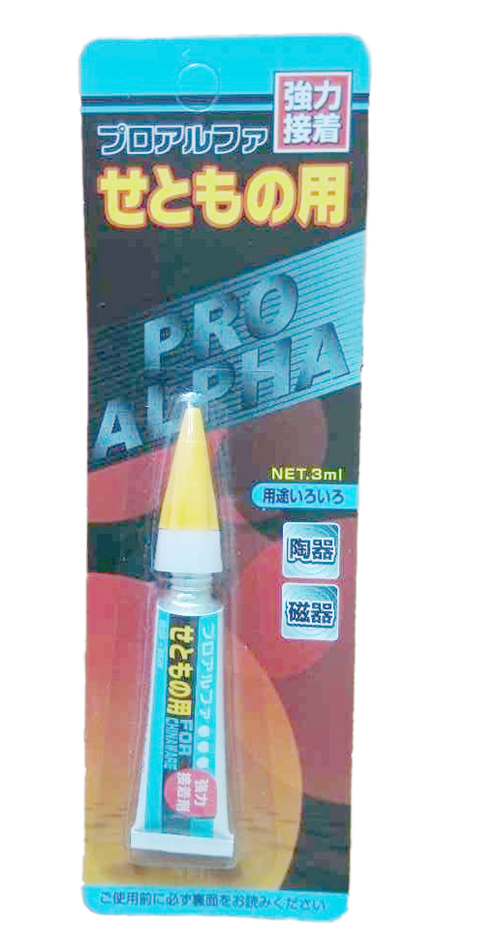 強力
接着
プロアルファ
せともの用
PRO
ALPHA
NET.3ml
用途いろいろ
陶器
磁器
プロアルファ
せともの用
FOR
CHINAWARE
強力
接着剤
ご使用前に必ず裏面をお読みください